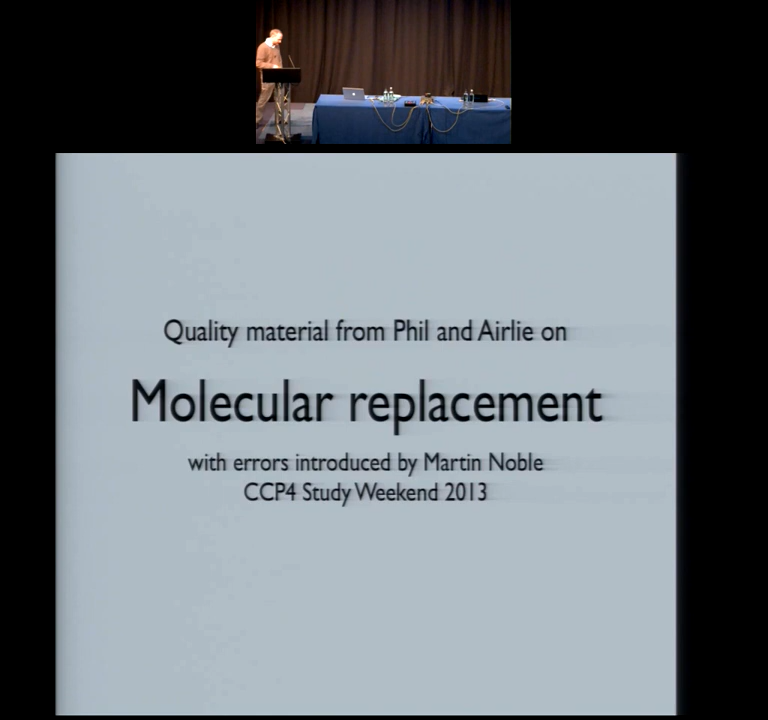 Quality material from Phil and Airlie on
Molecular replacement
with errors introduced by Martin Noble
CCP4 Study Weekend 2013